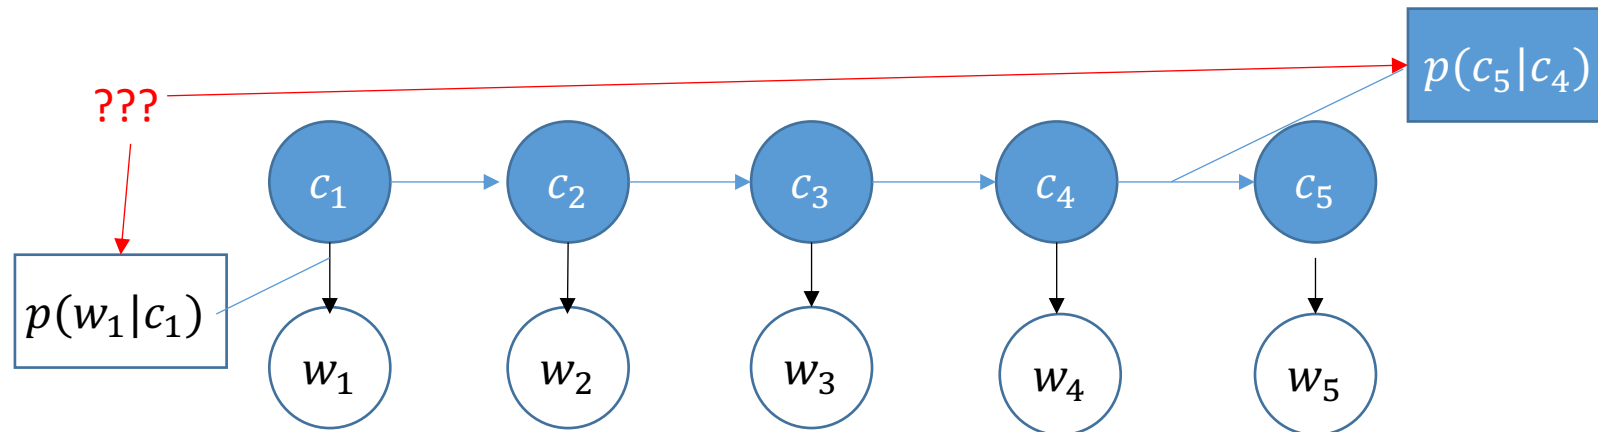 p(c₅|c₄)
???
c₁ c₂ c₃ c₄ c₅
p(w₁|c₁)
w₁ w₂ w₃ w₄ w₅